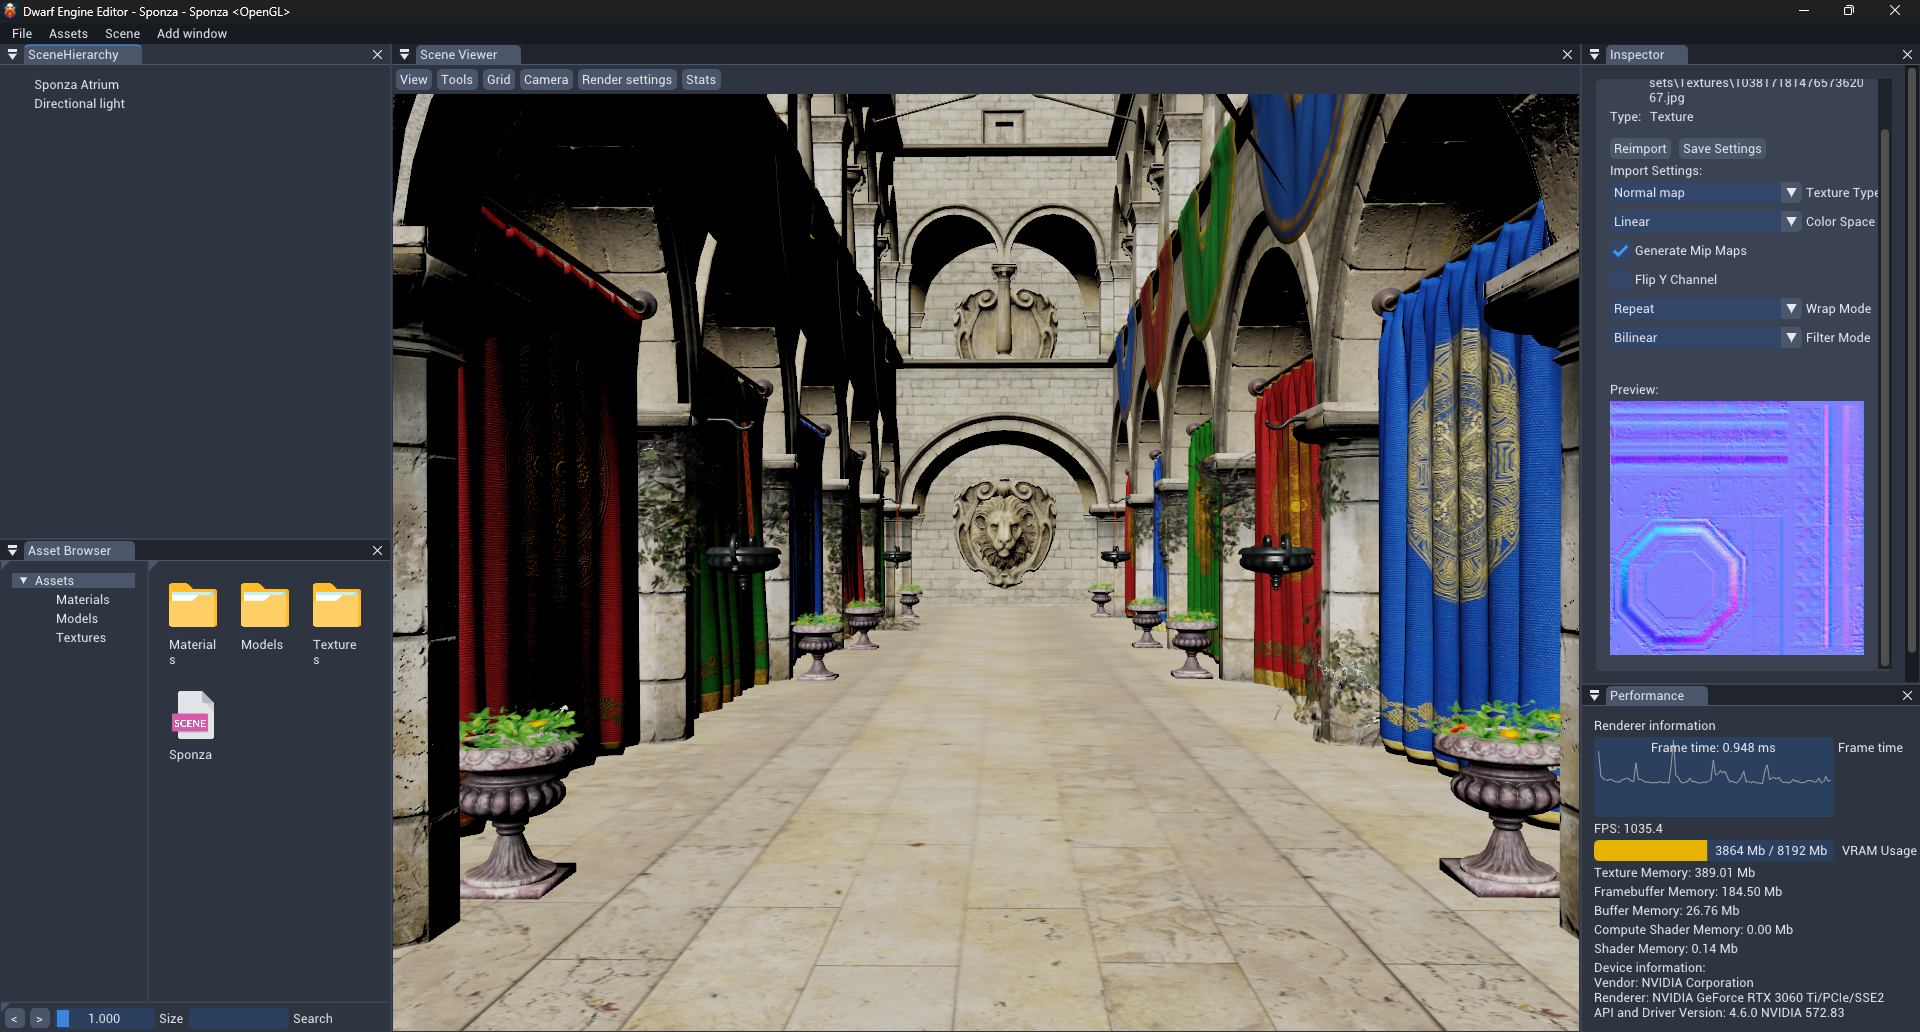 Dwarf Engine Editor - Sponza - Sponza <OpenGL>
File Assets Scene Add window
SceneHierarchy
Sponza Atrium
Directional light
Scene Viewer
View Tools Grid Camera Render settings Stats
Asset Browser
Assets
Materials
Models
Textures
Material
s
Models
Texture
s
SCENE
Sponza
< > 1.000 Size Search
Inspector
sets\Textures\103817181476573620
67.jpg
Type: Texture
Reimport Save Settings
Import Settings:
Normal map Texture Type
Linear Color Space
Generate Mip Maps
Flip Y Channel
Repeat Wrap Mode
Bilinear Filter Mode
Preview:
Performance
Renderer information
Frame time: 0.948 ms Frame time
FPS: 1035.4
3864 Mb / 8192 Mb VRAM Usage
Texture Memory: 389.01 Mb
Framebuffer Memory: 184.50 Mb
Buffer Memory: 26.76 Mb
Compute Shader Memory: 0.00 Mb
Shader Memory: 0.14 Mb
Device information:
Vendor: NVIDIA Corporation
Renderer: NVIDIA GeForce RTX 3060 Ti/PCIe/SSE2
API and Driver Version: 4.6.0 NVIDIA 572.83